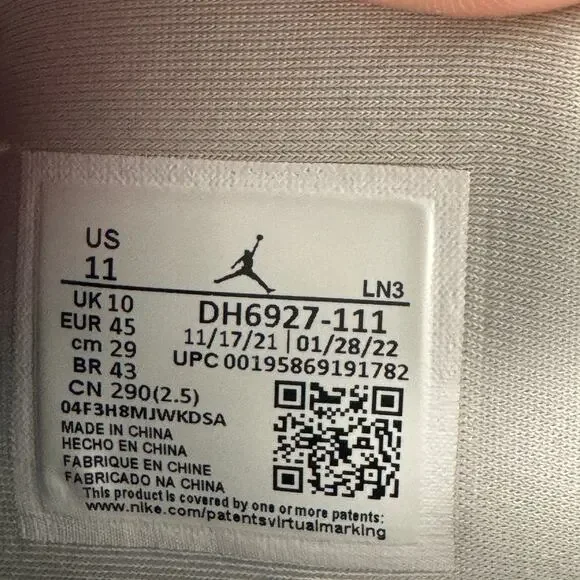 US
11
LN3
UK 10
EUR 45
cm 29
BR 43
CN 290(2.5)
DH6927-111
11/17/21 | 01/28/22
UPC 00195869191782
04F3H8MJWKDSA
MADE IN CHINA
HECHO EN CHINA
FABRIQUE EN CHINE
FABRICADO NA CHINA
This product is covered by one or more patents:
www.nike.com/patentsvirtualmarking